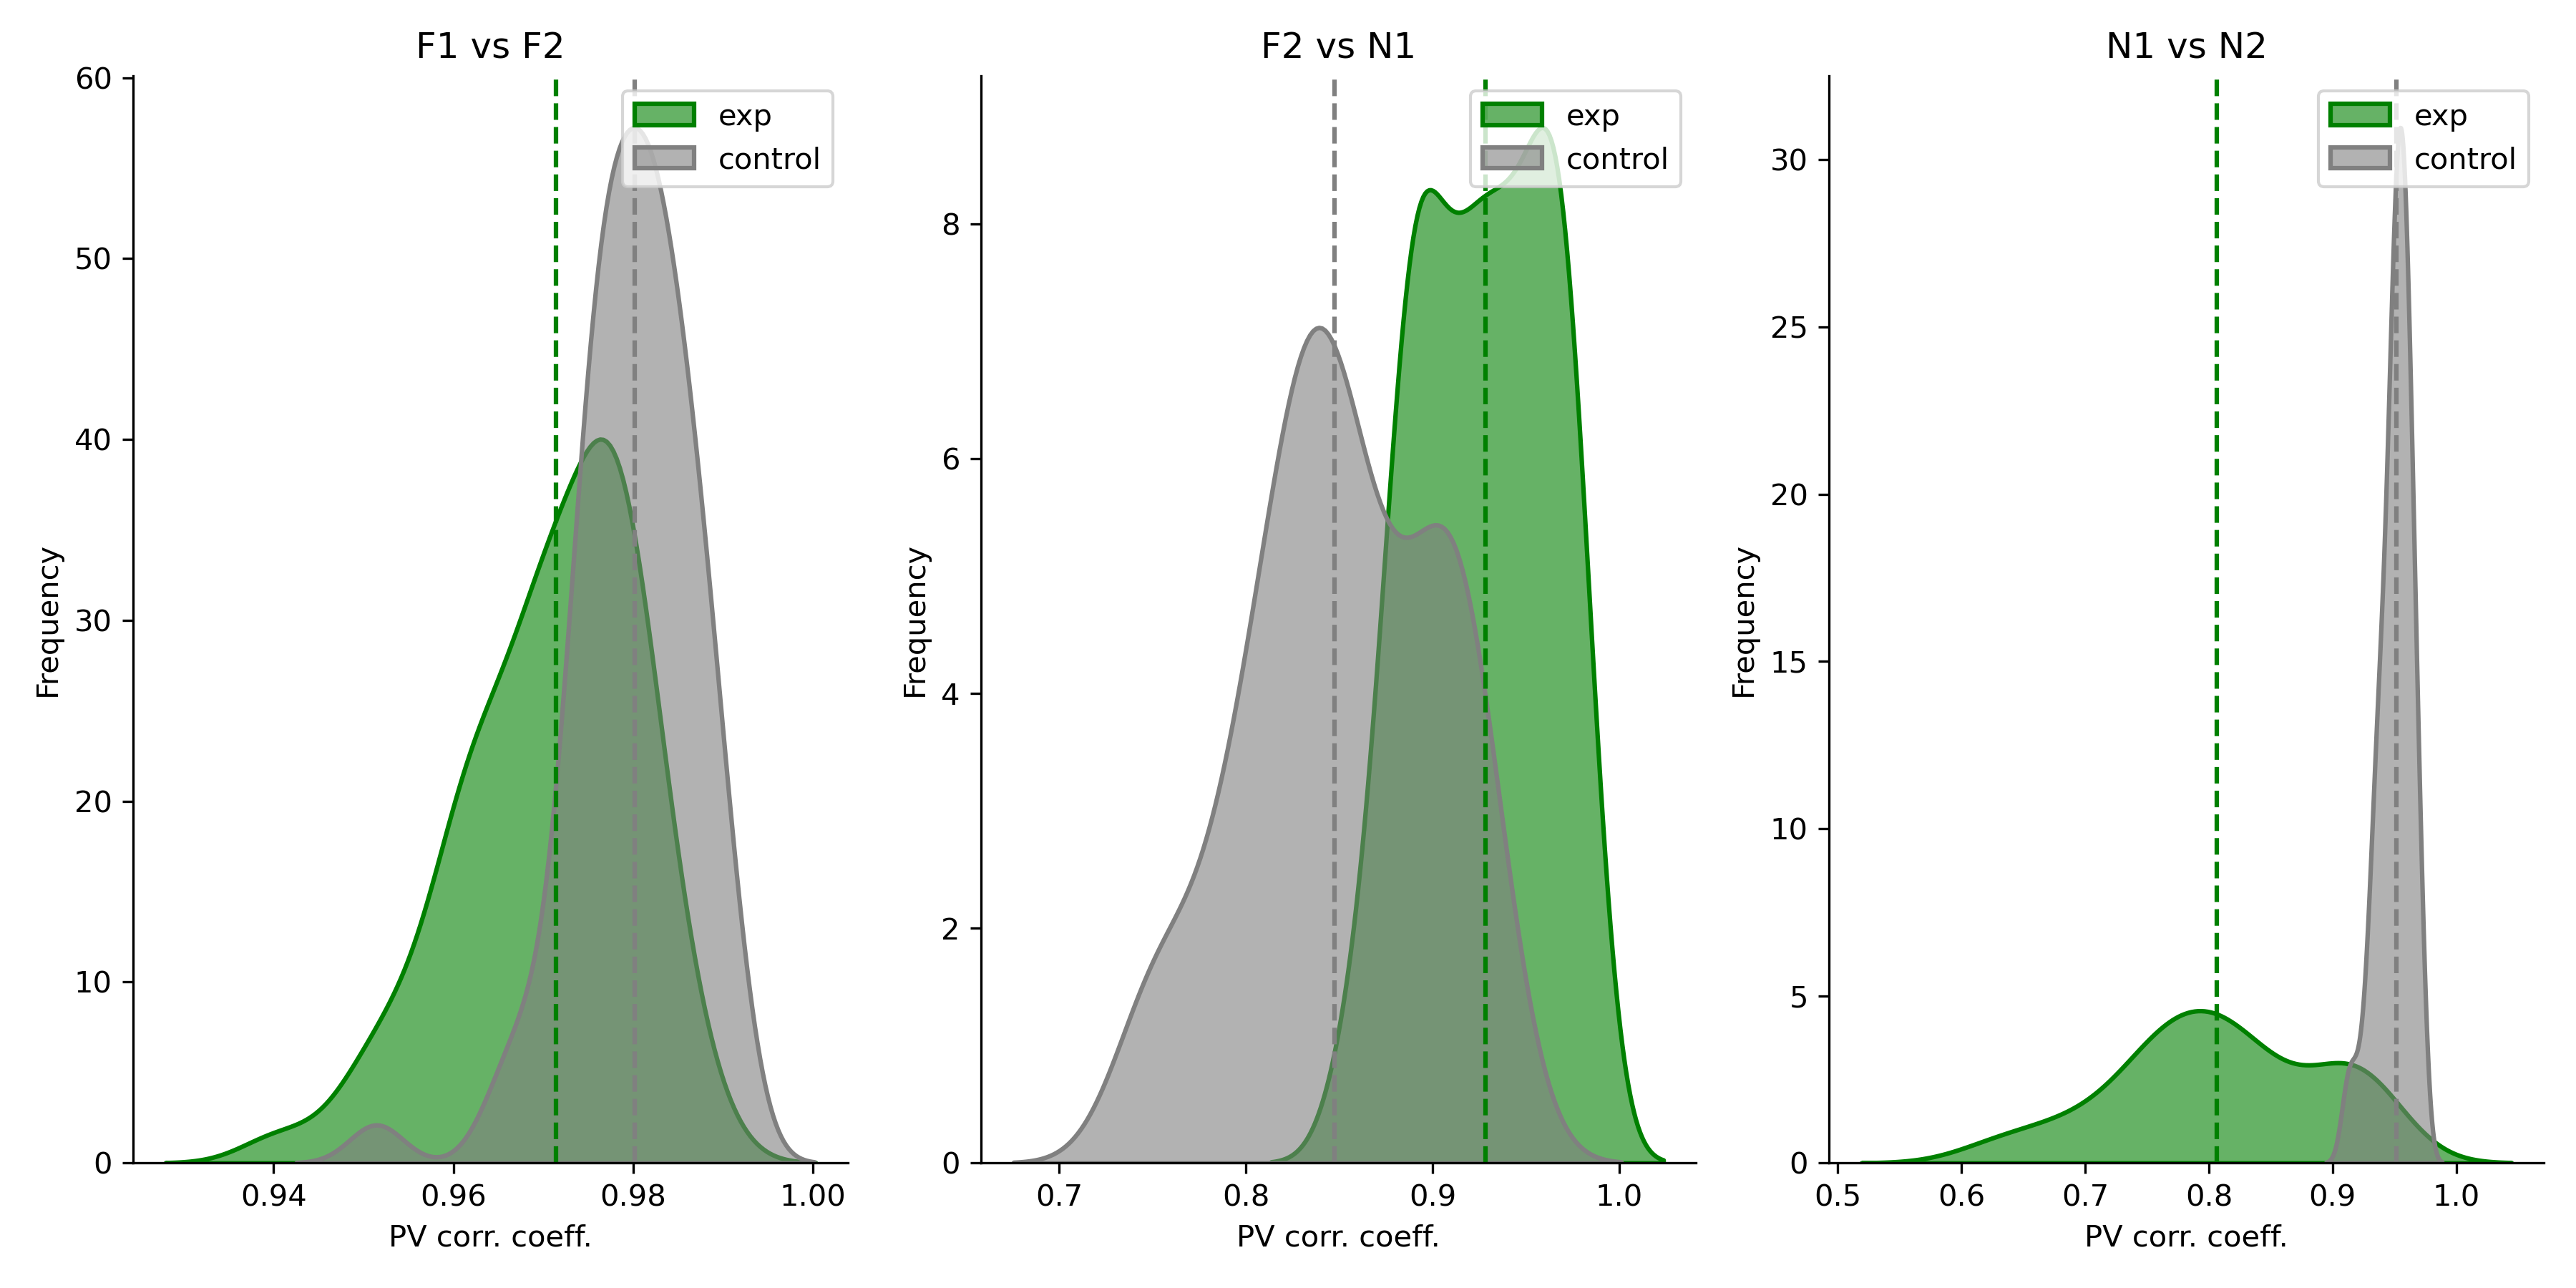 F1 vs F2
60
50
40
30
20
10
0
Frequency
0.94 0.96 0.98 1.00
PV corr. coeff.
exp
control
F2 vs N1
8
6
4
2
0
Frequency
0.7 0.8 0.9 1.0
PV corr. coeff.
exp
control
N1 vs N2
30
25
20
15
10
5
0
Frequency
0.5 0.6 0.7 0.8 0.9 1.0
PV corr. coeff.
exp
control